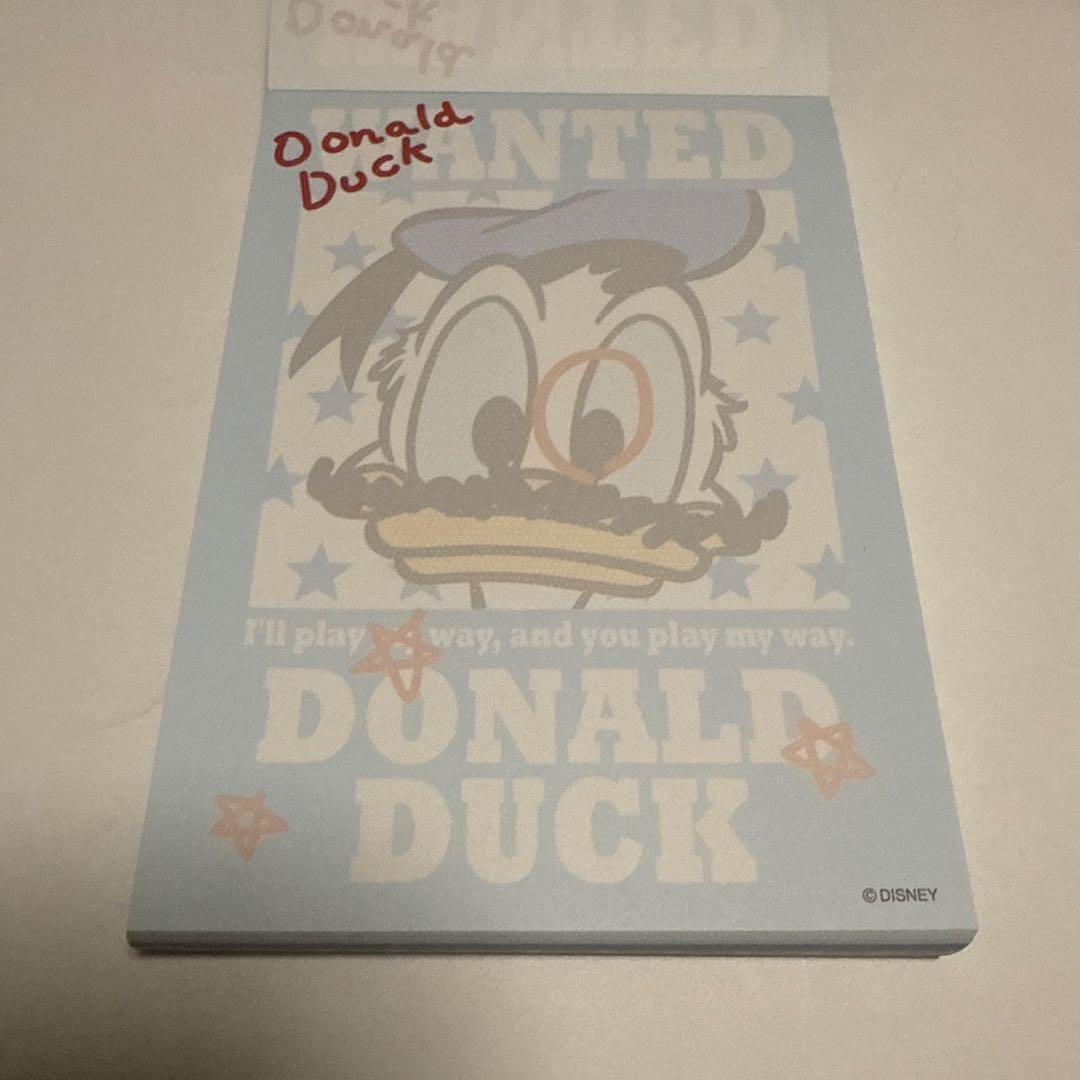 WANTED
Donald
Duck
I'll play way, and you play my way.
DONALD
DUCK
© DISNEY